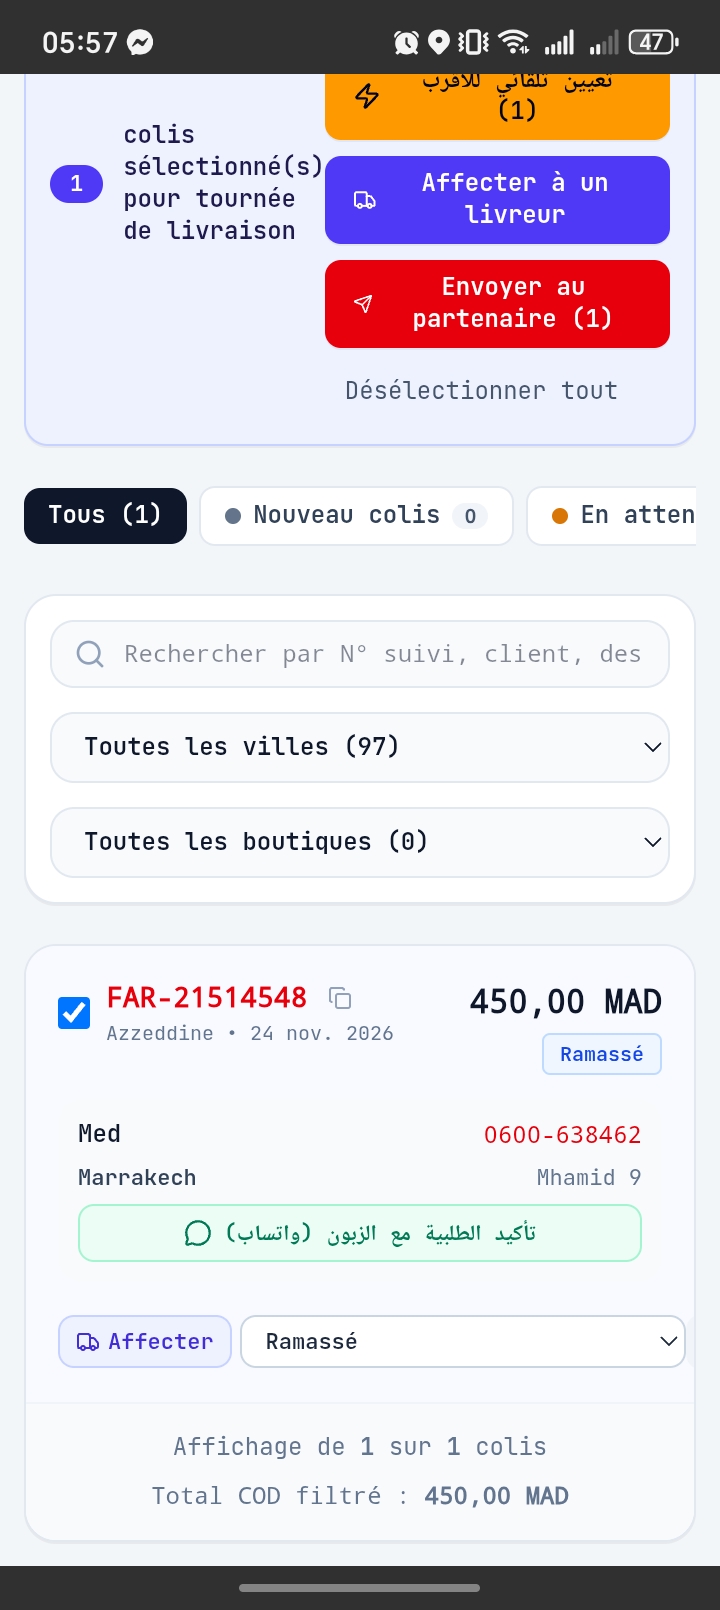 05:57
47
تعيين تلقائي للأقرب
(1)
1
colis
sélectionné(s)
pour tournée
de livraison
Affecter à un
livreur
Envoyer au
partenaire (1)
Désélectionner tout
Tous (1)
Nouveau colis 0
En atten
Rechercher par N° suivi, client, des
Toutes les villes (97)
Toutes les boutiques (0)
FAR-21514548
450,00 MAD
Azzeddine • 24 nov. 2026
Ramassé
Med
0600-638462
Marrakech
Mhamid 9
تأكيد الطلبية مع الزبون (واتساب)
Affecter
Ramassé
Affichage de 1 sur 1 colis
Total COD filtré : 450,00 MAD